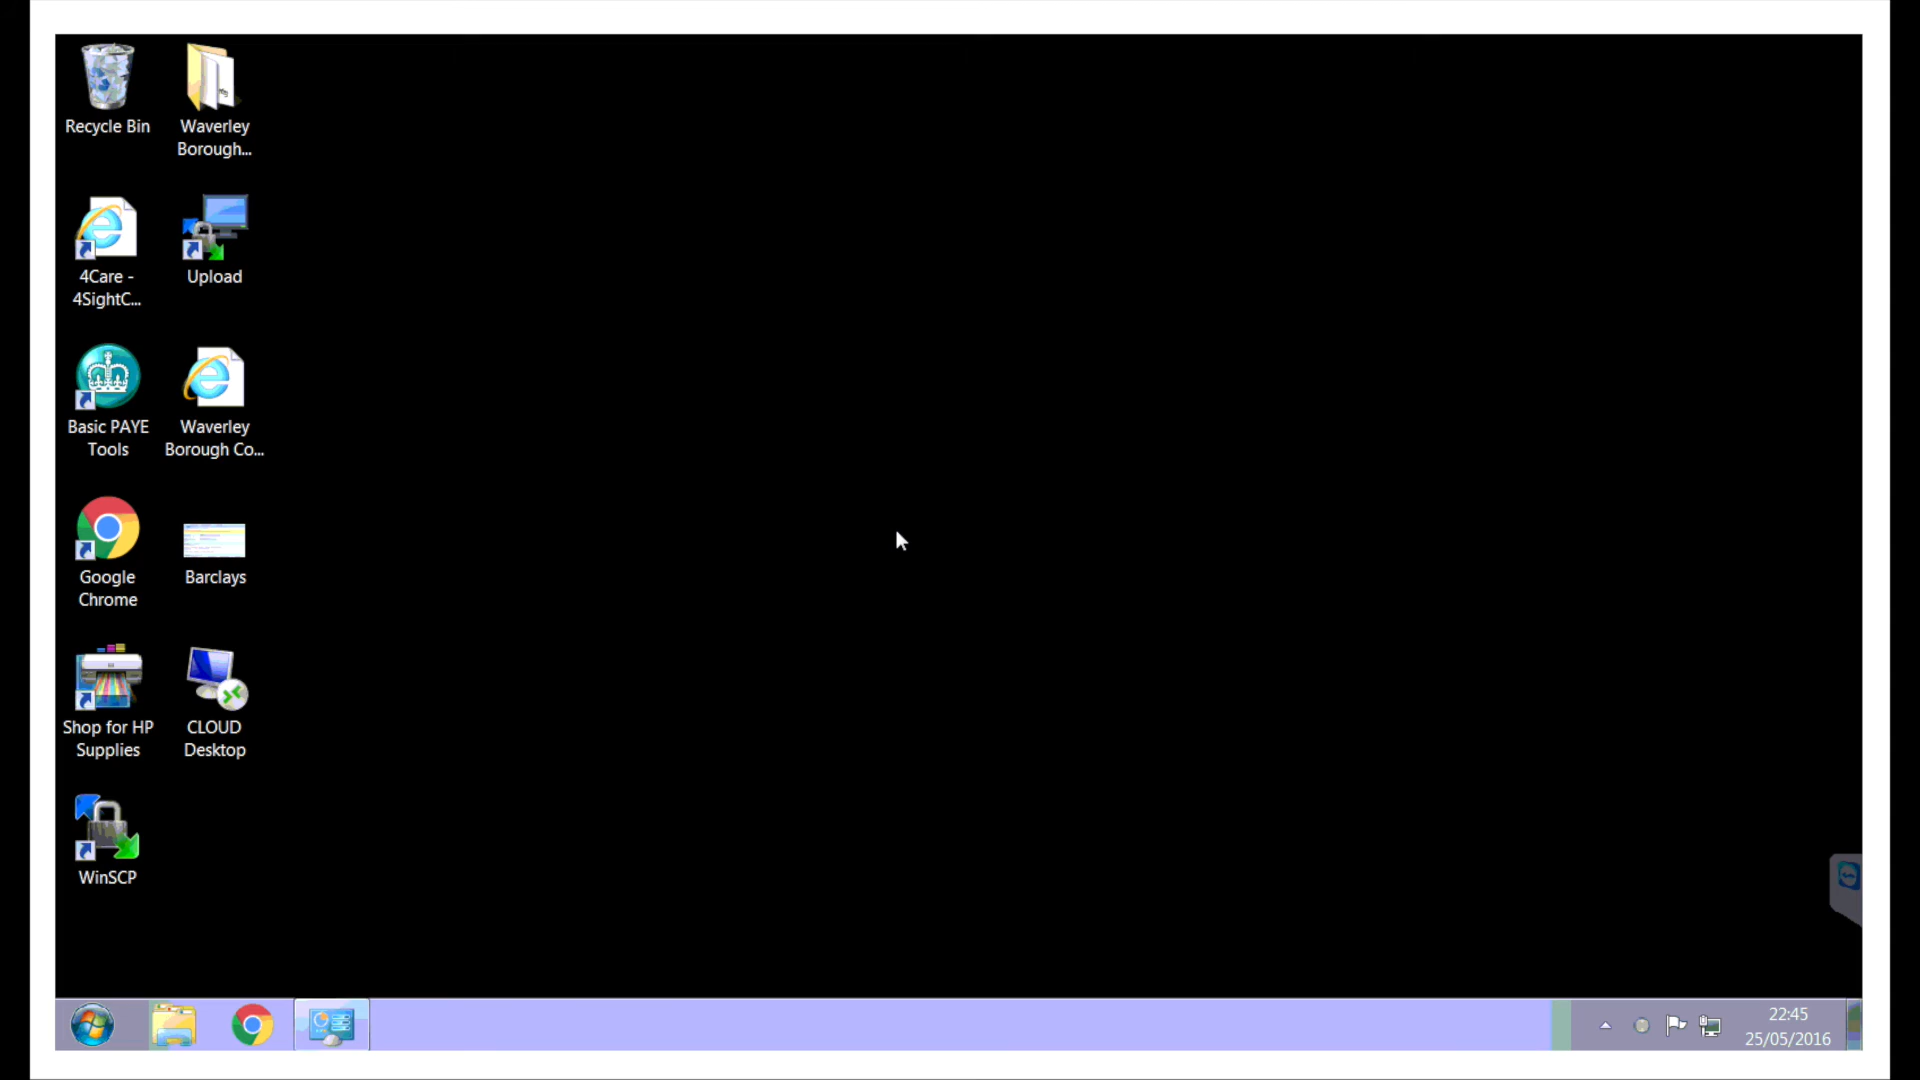 Recycle Bin
Waverley
Borough...
4Care -
4SightC...
Upload
Basic PAYE
Tools
Waverley
Borough Co...
Google
Chrome
Barclays
Shop for HP
Supplies
CLOUD
Desktop
WinSCP
22:45
25/05/2016